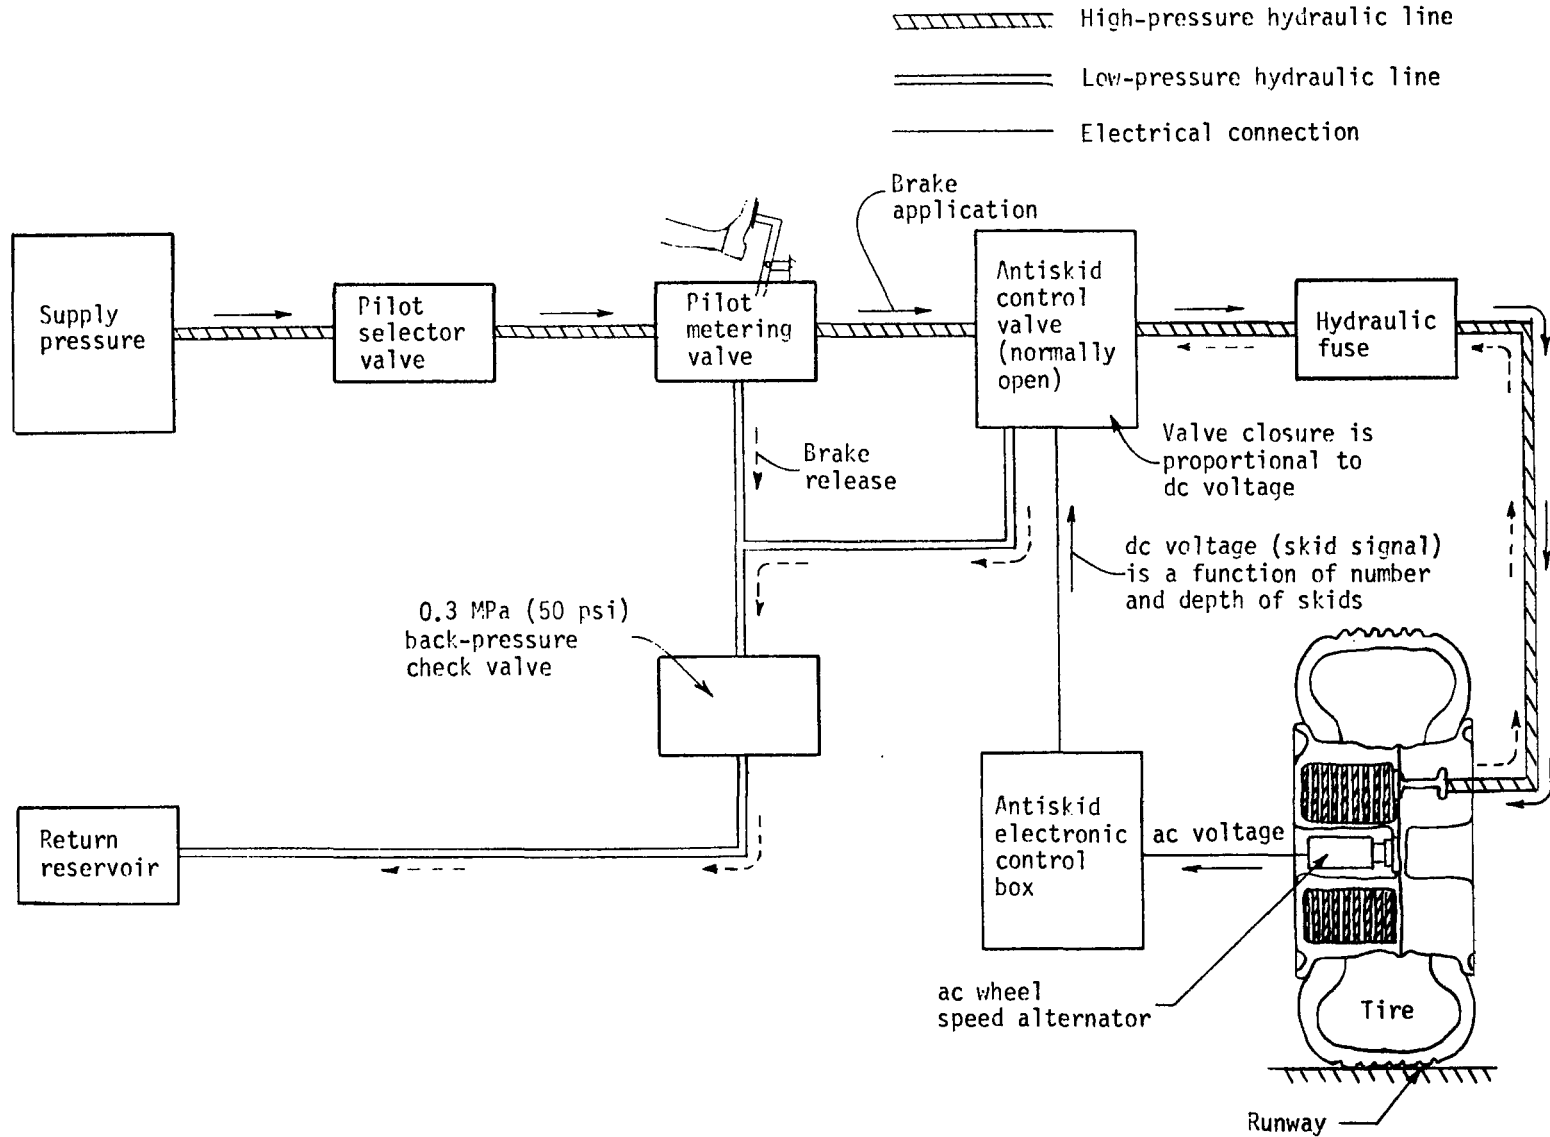 High-pressure hydraulic line
Low-pressure hydraulic line
Electrical connection
Brake
application
Supply
pressure
Pilot
selector
valve
Pilot
metering
valve
Antiskid
control
valve
(normally
open)
Hydraulic
fuse
Brake
release
Valve closure is
proportional to
dc voltage
dc voltage (skid signal)
is a function of number
and depth of skids
0.3 MPa (50 psi)
back-pressure
check valve
Return
reservoir
Antiskid
electronic
control
box
ac voltage
ac wheel
speed alternator
Tire
Runway